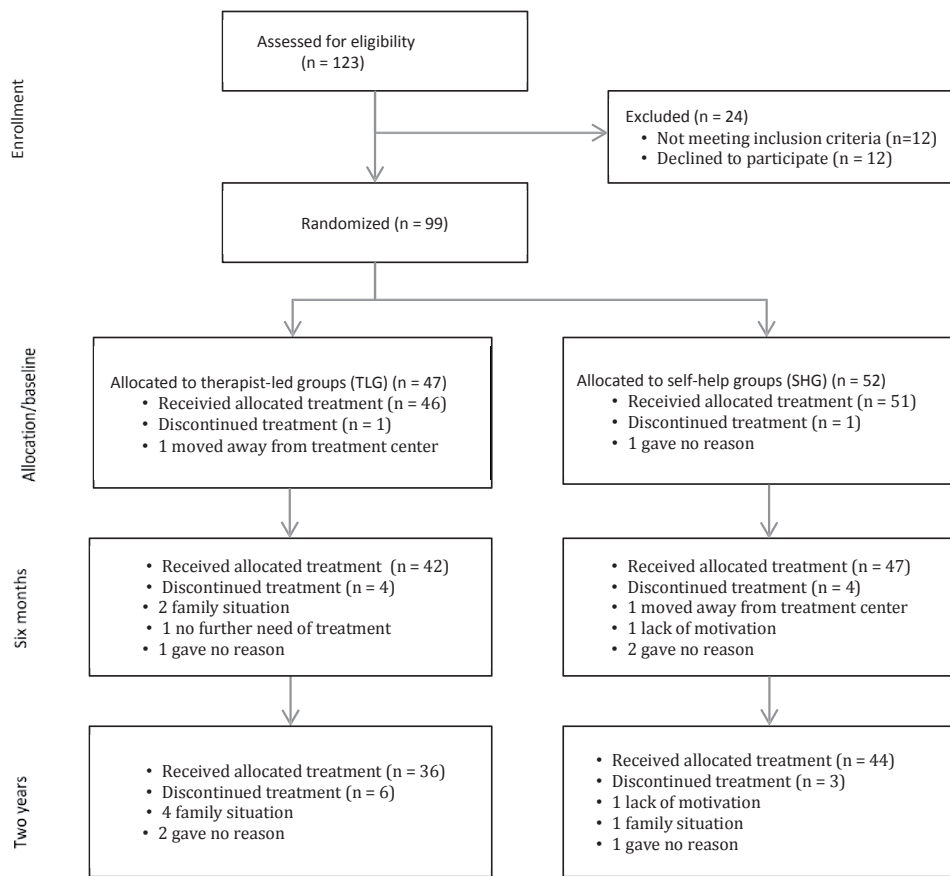 Assessed for eligibility
(n = 123)
Enrollment
Excluded (n = 24)
• Not meeting inclusion criteria (n=12)
• Declined to participate (n = 12)
Randomized (n = 99)
Allocation/baseline
Allocated to therapist-led groups (TLG) (n = 47)
• Receivied allocated treatment (n = 46)
• Discontinued treatment (n = 1)
• 1 moved away from treatment center
Allocated to self-help groups (SHG) (n = 52)
• Receivied allocated treatment (n = 51)
• Discontinued treatment (n = 1)
• 1 gave no reason
Six months
• Received allocated treatment (n = 42)
• Discontinued treatment (n = 4)
• 2 family situation
• 1 no further need of treatment
• 1 gave no reason
• Received allocated treatment (n = 47)
• Discontinued treatment (n = 4)
• 1 moved away from treatment center
• 1 lack of motivation
• 2 gave no reason
Two years
• Received allocated treatment (n = 36)
• Discontinued treatment (n = 6)
• 4 family situation
• 2 gave no reason
• Received allocated treatment (n = 44)
• Discontinued treatment (n = 3)
• 1 lack of motivation
• 1 family situation
• 1 gave no reason